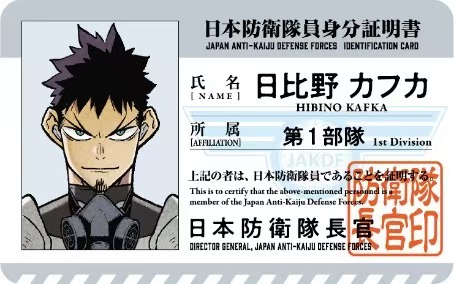 日本防衛隊員身分証明書
JAPAN ANTI-KAIJU DEFENSE FORCES IDENTIFICATION CARD
氏 名 日比野 カフカ
[ NAME ] HIBINO KAFKA
所 属 第1部隊 1st Division
[AFFILIATION]
JAKDF
上記の者は、日本防衛隊員であることを証明する。
This is to certify that the above-mentioned personnel is a
member of the Japan Anti-Kaiju Defense Forces.
日本防衛隊長官
DIRECTOR GENERAL, JAPAN ANTI-KAIJU DEFENSE FORCES
防衛隊
長官印